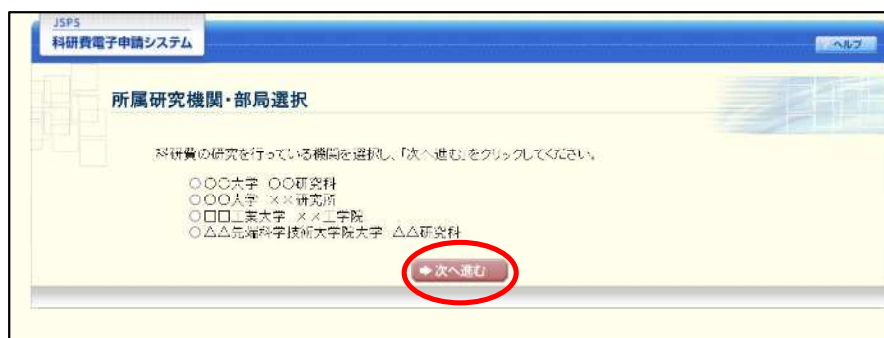 JSPS
科研費電子申請システム
ヘルプ
所属研究機関・部局選択
科研費の研究を行っている機関を選択し、「次へ進む」をクリックしてください。
○○○大学 ○○研究科
○○○大学 ××研究所
○□□工業大学 ××工学院
○△△先端科学技術大学院大学 △△研究科
次へ進む